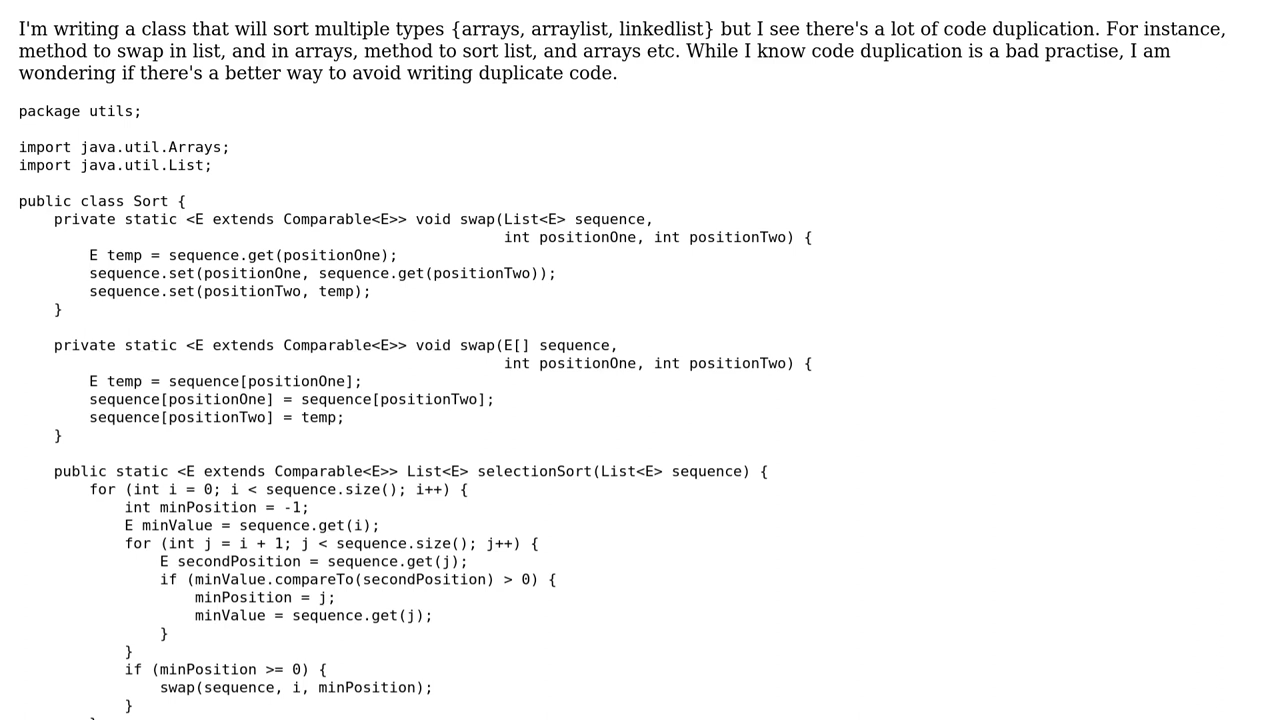 I'm writing a class that will sort multiple types {arrays, arraylist, linkedlist} but I see there's a lot of code duplication. For instance,
method to swap in list, and in arrays, method to sort list, and arrays etc. While I know code duplication is a bad practise, I am
wondering if there's a better way to avoid writing duplicate code.
package utils;
import java.util.Arrays;
import java.util.List;
public class Sort {
    private static <E extends Comparable<E>> void swap(List<E> sequence,
                                                       int positionOne, int positionTwo) {
        E temp = sequence.get(positionOne);
        sequence.set(positionOne, sequence.get(positionTwo));
        sequence.set(positionTwo, temp);
    }
    private static <E extends Comparable<E>> void swap(E[] sequence,
                                                       int positionOne, int positionTwo) {
        E temp = sequence[positionOne];
        sequence[positionOne] = sequence[positionTwo];
        sequence[positionTwo] = temp;
    }
    public static <E extends Comparable<E>> List<E> selectionSort(List<E> sequence) {
        for (int i = 0; i < sequence.size(); i++) {
            int minPosition = -1;
            E minValue = sequence.get(i);
            for (int j = i + 1; j < sequence.size(); j++) {
                E secondPosition = sequence.get(j);
                if (minValue.compareTo(secondPosition) > 0) {
                    minPosition = j;
                    minValue = sequence.get(j);
                }
            }
            if (minPosition >= 0) {
                swap(sequence, i, minPosition);
            }